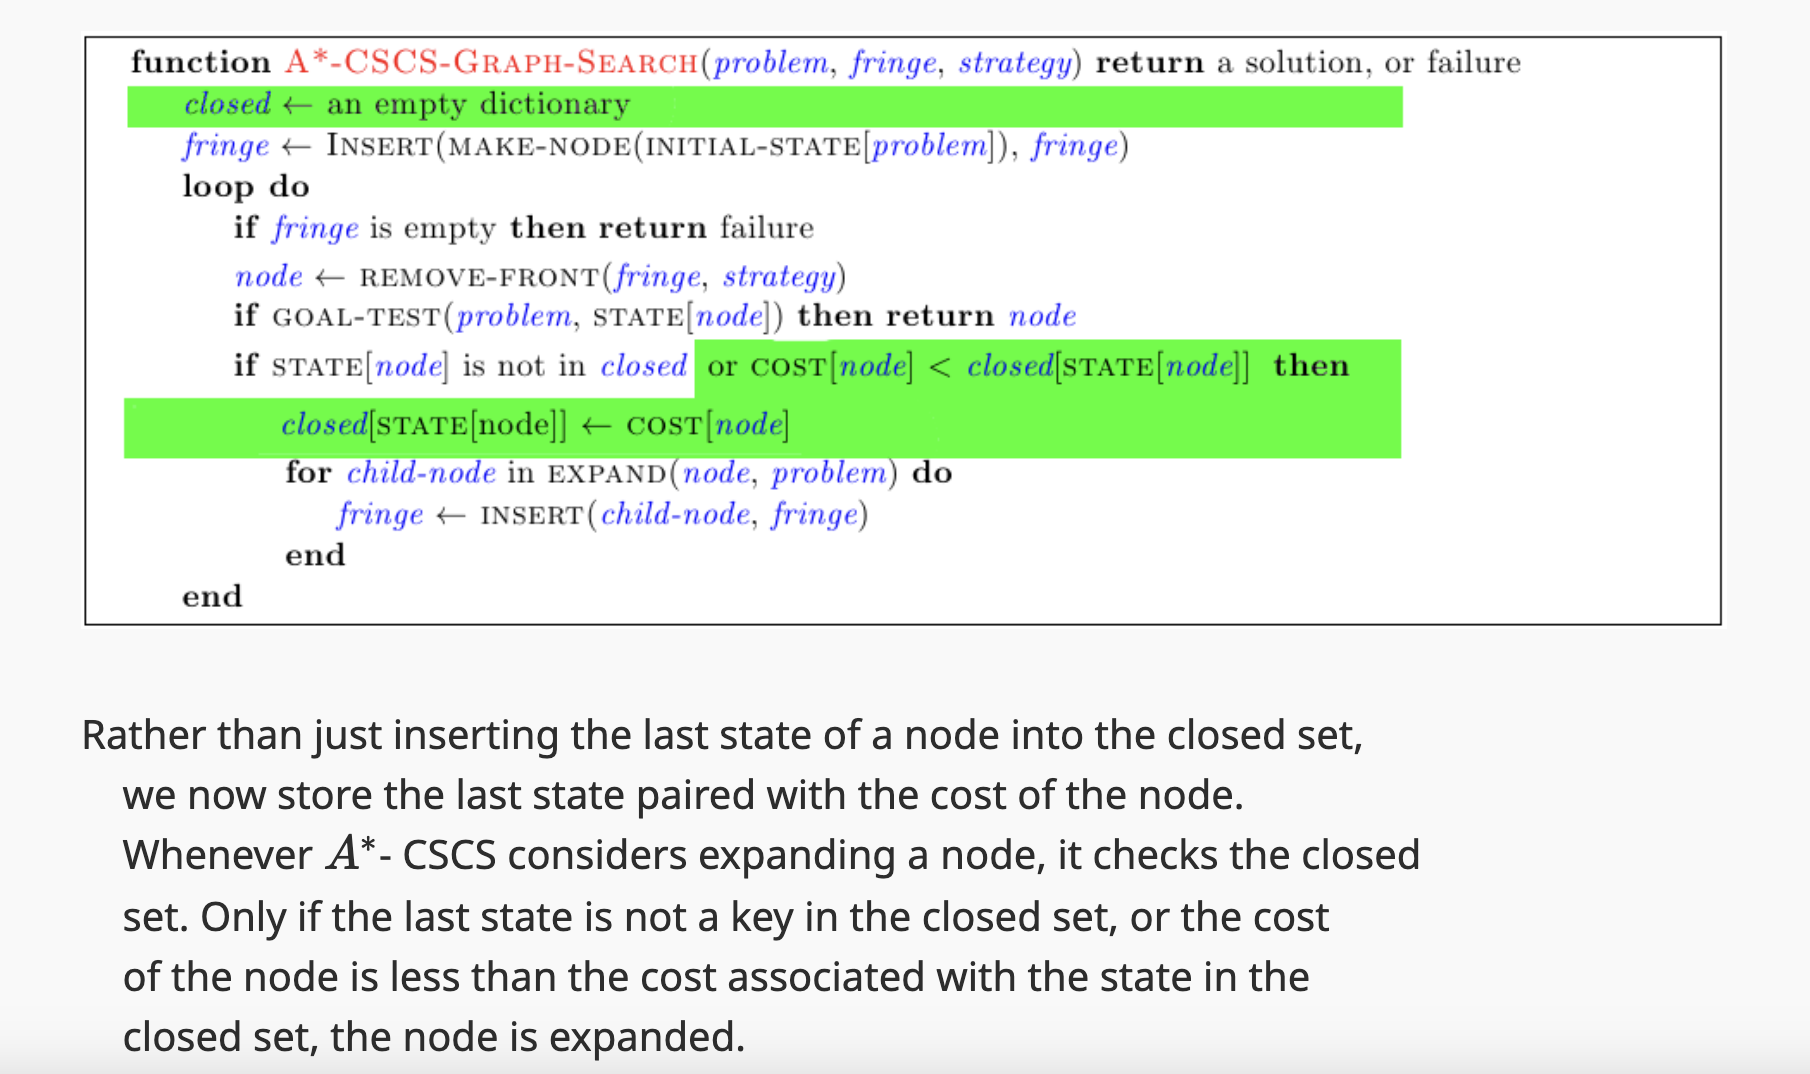 function A*-CSCS-GRAPH-SEARCH(problem, fringe, strategy) return a solution, or failure
closed ← an empty dictionary
fringe ← INSERT(MAKE-NODE(INITIAL-STATE[problem]), fringe)
loop do
if fringe is empty then return failure
node ← REMOVE-FRONT(fringe, strategy)
if GOAL-TEST(problem, STATE[node]) then return node
if STATE[node] is not in closed or COST[node] < closed[STATE[node]] then
closed[STATE[node]] ← COST[node]
for child-node in EXPAND(node, problem) do
fringe ← INSERT(child-node, fringe)
end
end
Rather than just inserting the last state of a node into the closed set,
we now store the last state paired with the cost of the node.
Whenever A*- CSCS considers expanding a node, it checks the closed
set. Only if the last state is not a key in the closed set, or the cost
of the node is less than the cost associated with the state in the
closed set, the node is expanded.